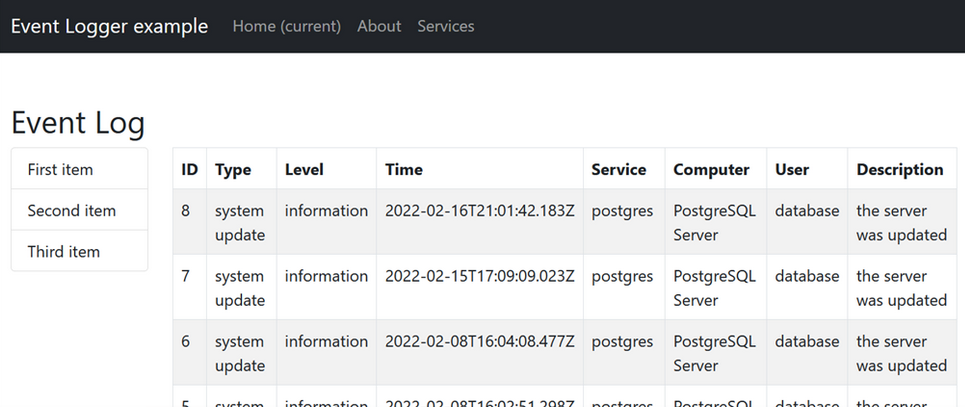 Event Logger example Home (current) About Services
Event Log
First item
Second item
Third item
ID Type Level Time Service Computer User Description
8 system update information 2022-02-16T21:01:42.183Z postgres PostgreSQL Server database the server was updated
7 system update information 2022-02-15T17:09:09.023Z postgres PostgreSQL Server database the server was updated
6 system update information 2022-02-08T16:04:08.477Z postgres PostgreSQL Server database the server was updated
5 system information 2022-02-08T16:02:51.298Z postgres PostgreSQL database the server